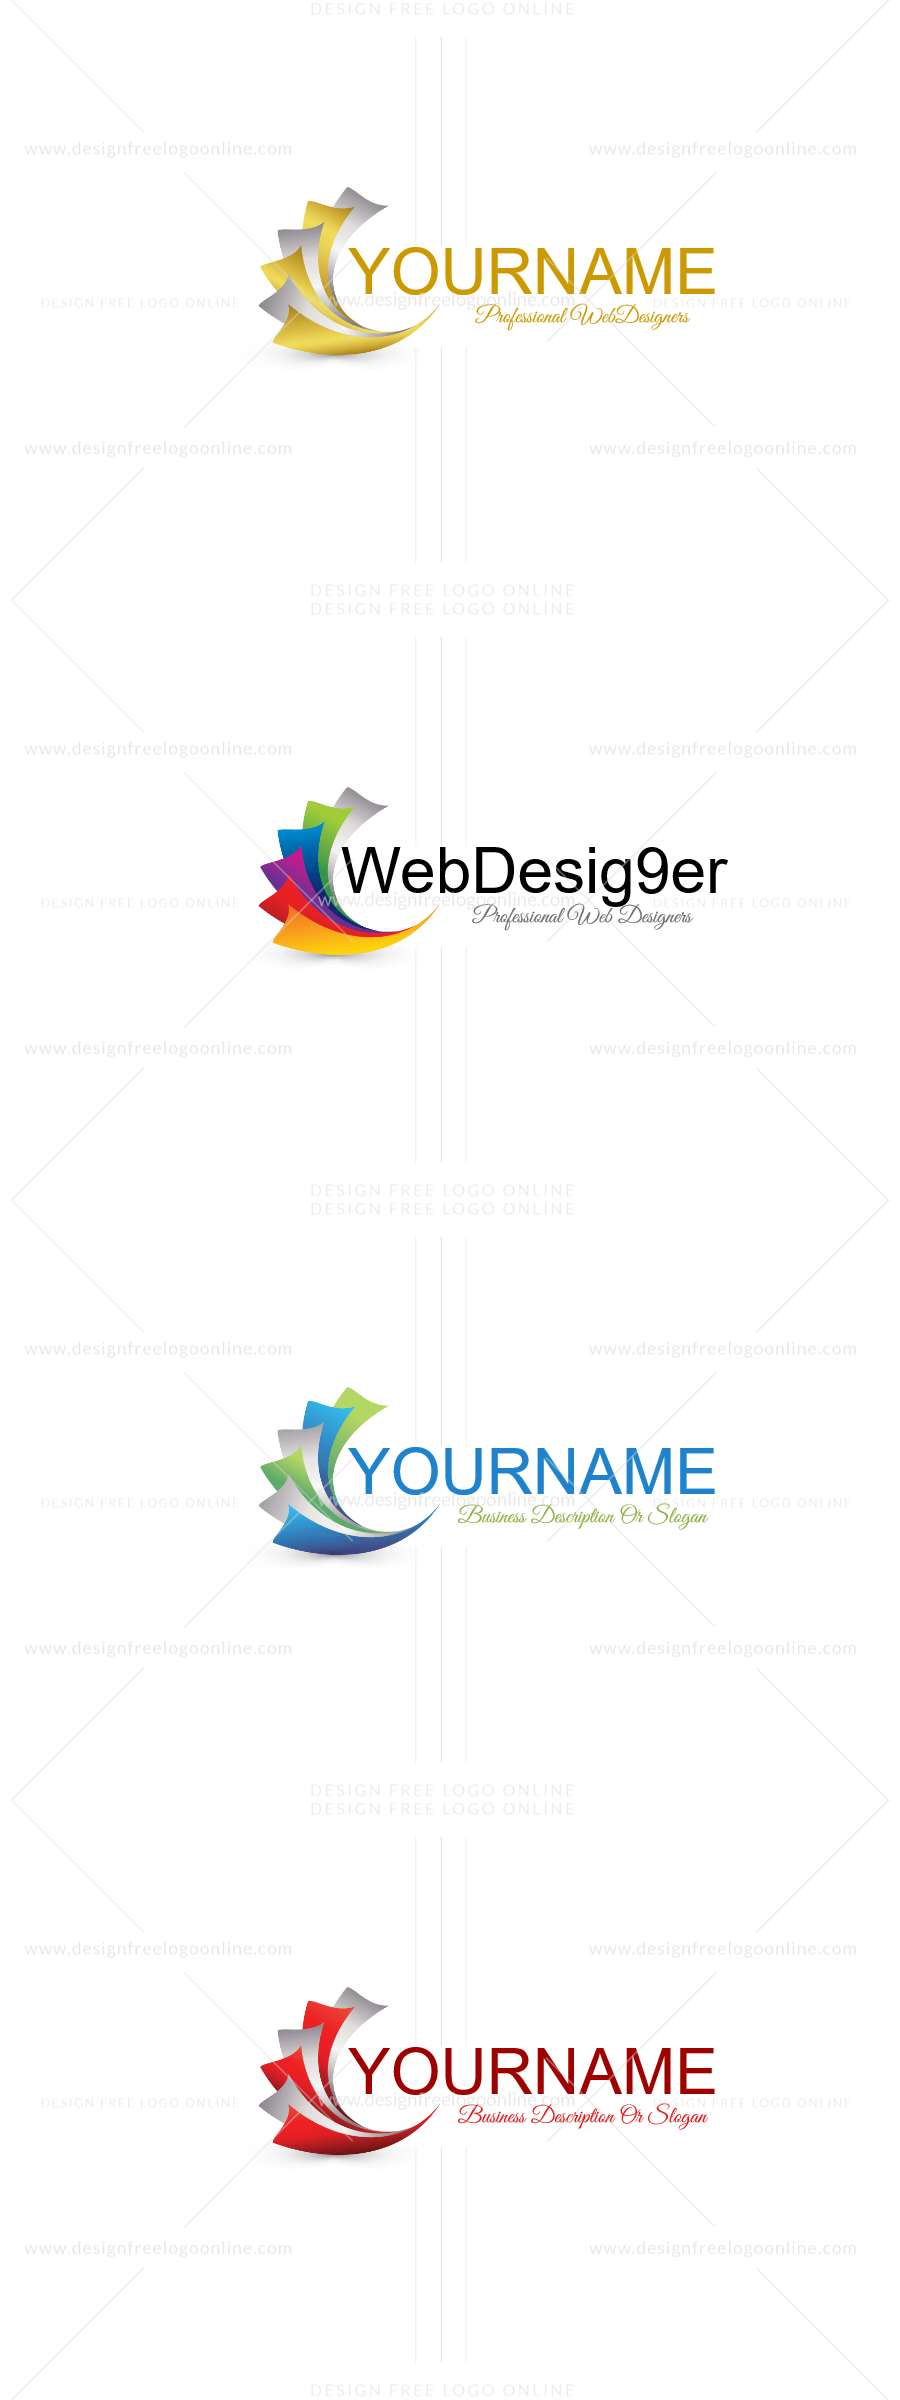 DESIGN FREE LOGO ONLINE
www.designfreelogoonline.com www.designfreelogoonline.com
YOURNAME
DESIGN FREE LOGO ONLINE www.designfreelogoonline.com DESIGN FREE LOGO ONLINE
Professional WebDesigners
www.designfreelogoonline.com www.designfreelogoonline.com
DESIGN FREE LOGO ONLINE
DESIGN FREE LOGO ONLINE
www.designfreelogoonline.com www.designfreelogoonline.com
WebDesig9er
DESIGN FREE LOGO ONLINE www.designfreelogoonline.com DESIGN FREE LOGO ONLINE
Professional Web Designers
www.designfreelogoonline.com www.designfreelogoonline.com
DESIGN FREE LOGO ONLINE
DESIGN FREE LOGO ONLINE
www.designfreelogoonline.com www.designfreelogoonline.com
YOURNAME
DESIGN FREE LOGO ONLINE www.designfreelogoonline.com DESIGN FREE LOGO ONLINE
Business Description Or Slogan
www.designfreelogoonline.com www.designfreelogoonline.com
DESIGN FREE LOGO ONLINE
DESIGN FREE LOGO ONLINE
www.designfreelogoonline.com www.designfreelogoonline.com
YOURNAME
DESIGN FREE LOGO ONLINE www.designfreelogoonline.com DESIGN FREE LOGO ONLINE
Business Description Or Slogan
www.designfreelogoonline.com www.designfreelogoonline.com
DESIGN FREE LOGO ONLINE